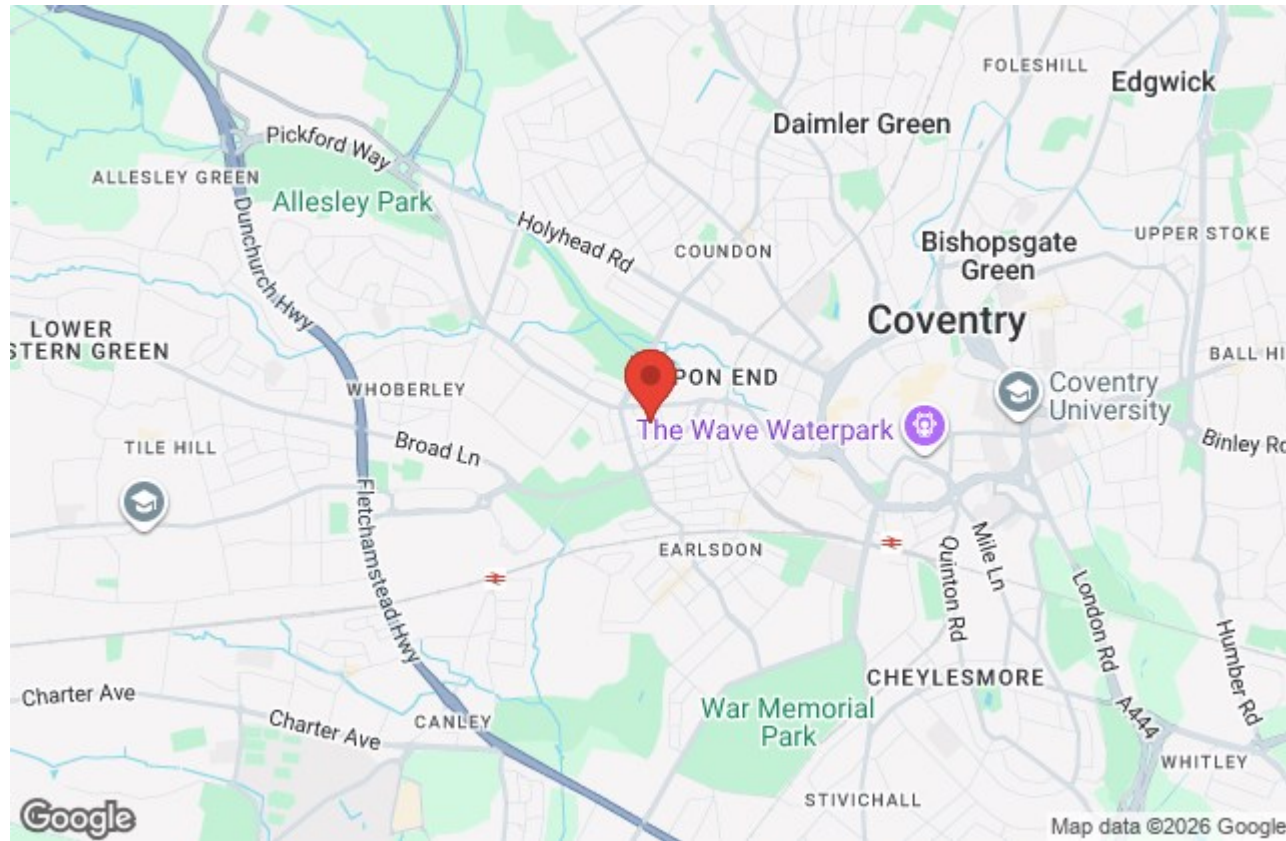 FOLESHILL
Edgwick
Daimler Green
Pickford Way
ALLESLEY GREEN
Allesley Park
Dunchurch Hwy
Holyhead Rd
COUNDON
Bishopsgate
Green
UPPER STOKE
Coventry
LOWER
STERN GREEN
BALL HI
WHOBERLEY
PON END
Coventry
University
The Wave Waterpark
Broad Ln
TILE HILL
Binley Rd
Fletchamstead Hwy
EARLSDON
Mile Ln
Quinton Rd
London Rd
Humber Rd
CHEYLESMORE
Charter Ave
Charter Ave
CANLEY
War Memorial
Park
A444
WHITLEY
STIVICHALL
Google
Map data ©2026 Google